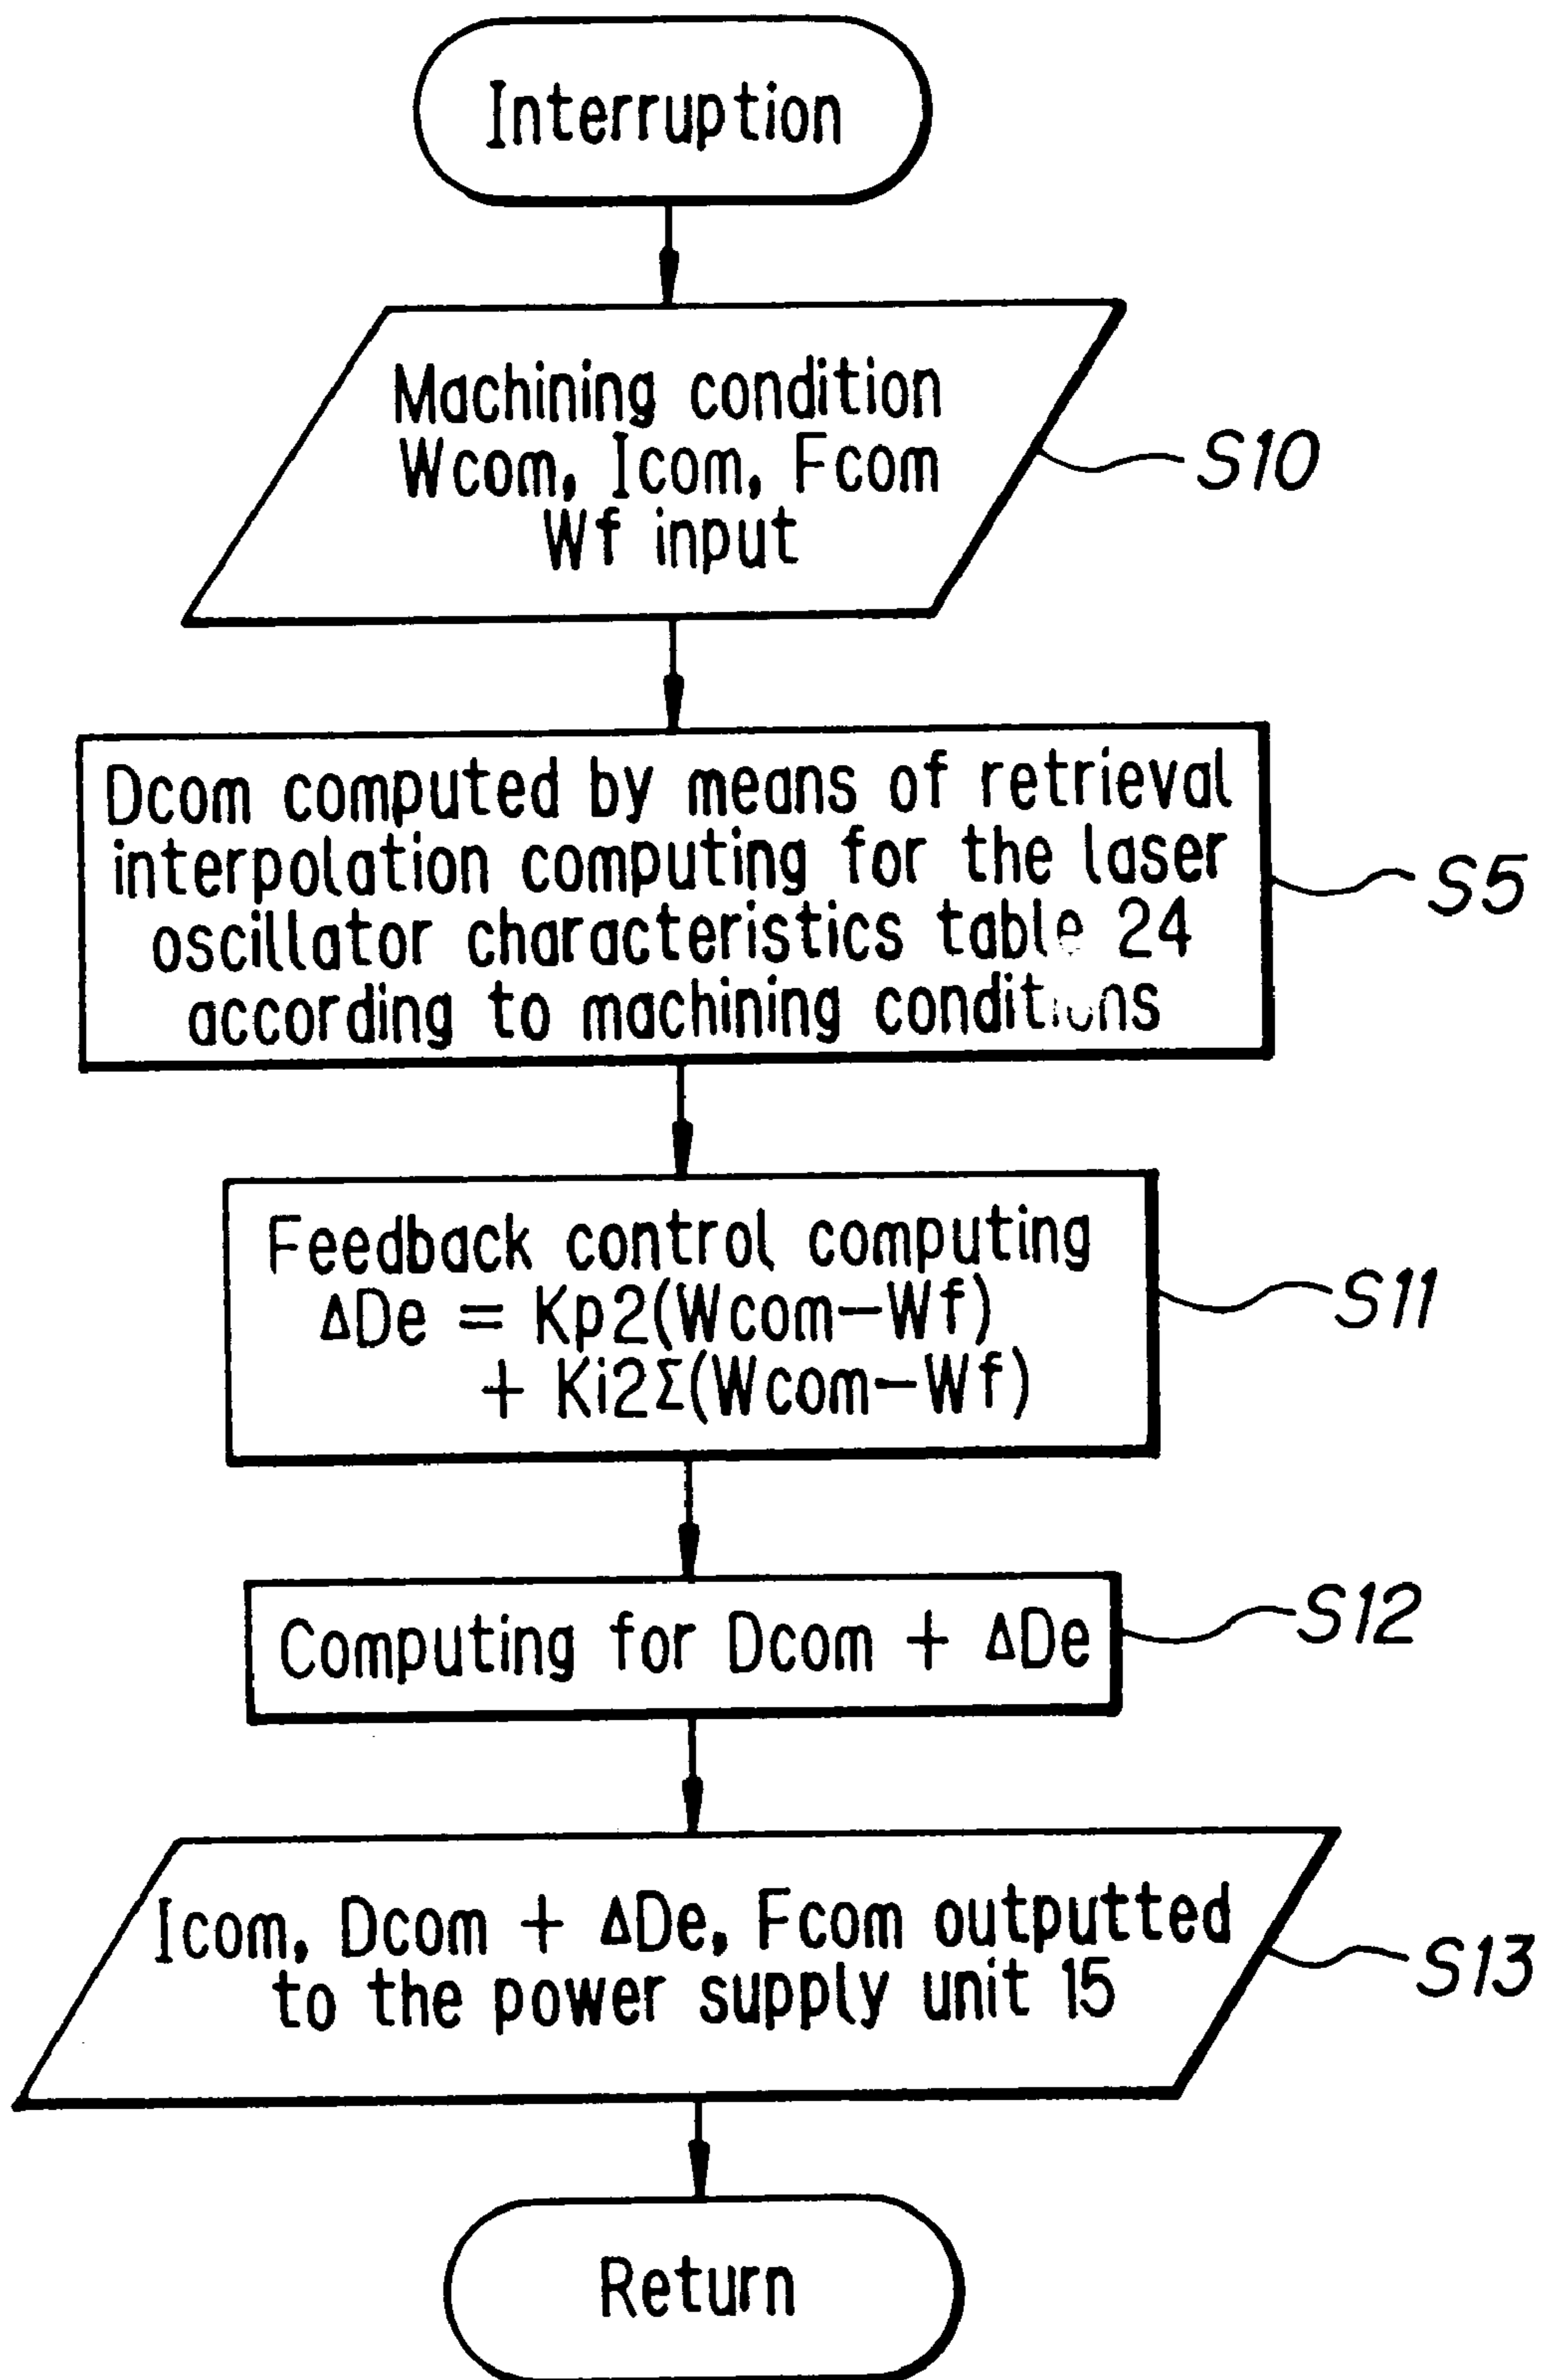 Interruption
Machining condition
Wcom, Icom, Fcom
Wf input
S10
Dcom computed by means of retrieval
interpolation computing for the laser
oscillator characteristics table 24
according to machining conditions
S5
Feedback control computing
ΔDe = Kp2(Wcom−Wf)
+ Ki2Σ(Wcom−Wf)
S11
Computing for Dcom + ΔDe
S12
Icom, Dcom + ΔDe, Fcom outputted
to the power supply unit 15
S13
Return